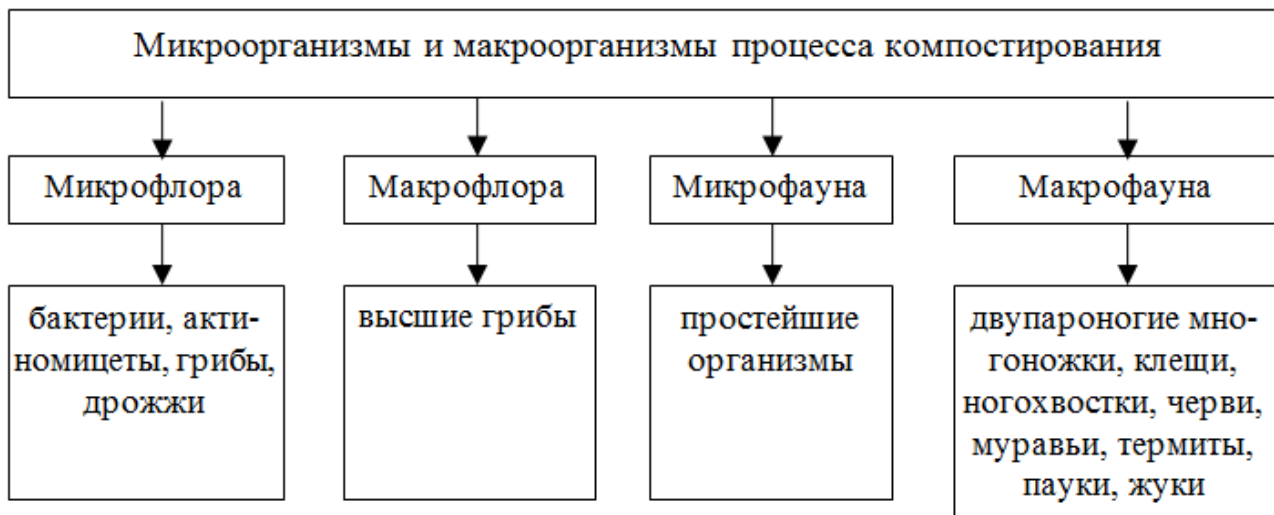 Микроорганизмы и макроорганизмы процесса компостирования
Микрофлора
Макрофлора
Микрофауна
Макрофауна
бактерии, акти-
номицеты, грибы,
дрожжи
высшие грибы
простейшие
организмы
двупароногие мно-
гоножки, клещи,
ногохвостки, черви,
муравьи, термиты,
пауки, жуки